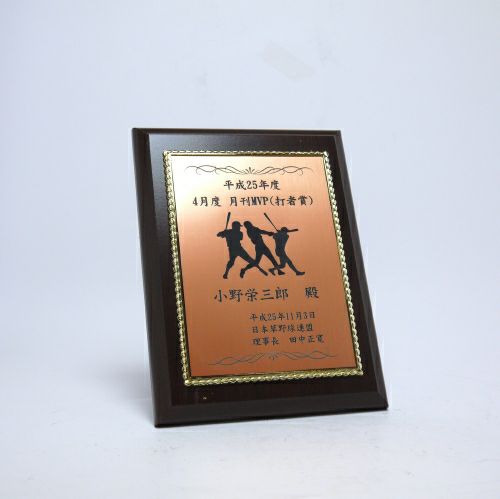 平成25年度
4月度 月刊MVP(打者賞)
小野栄三郎 殿
平成25年11月3日
日本草野球連盟
理事長 田中正寛